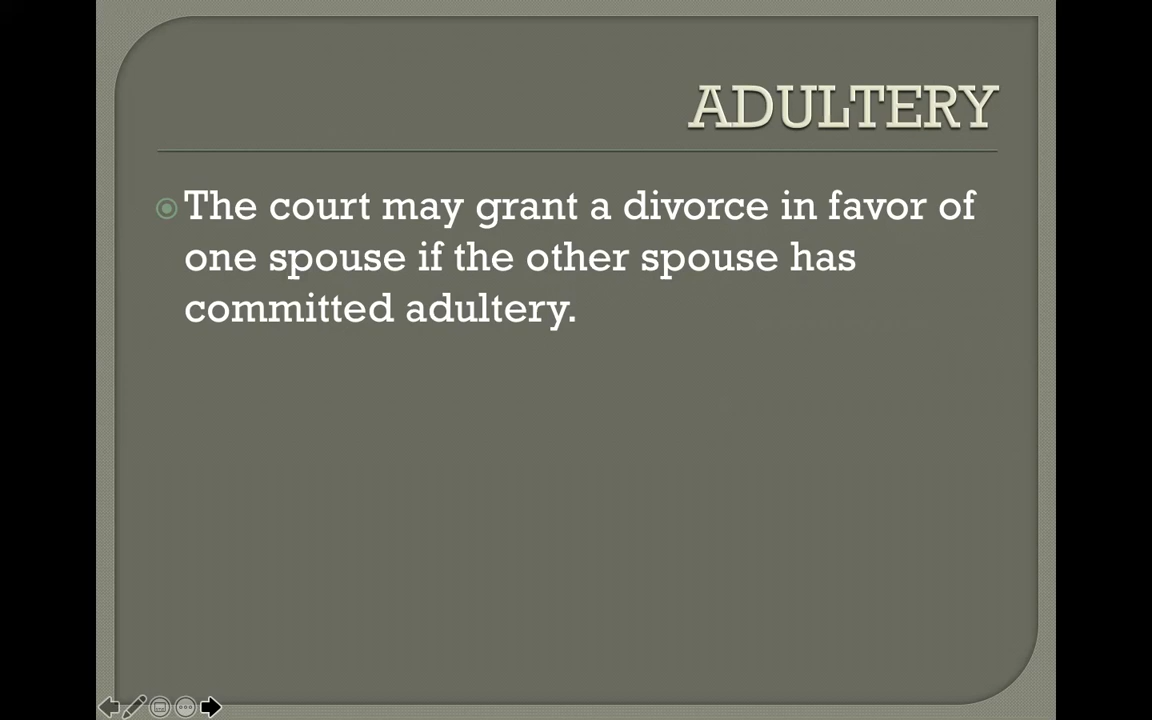 ADULTERY
The court may grant a divorce in favor of
one spouse if the other spouse has
committed adultery.